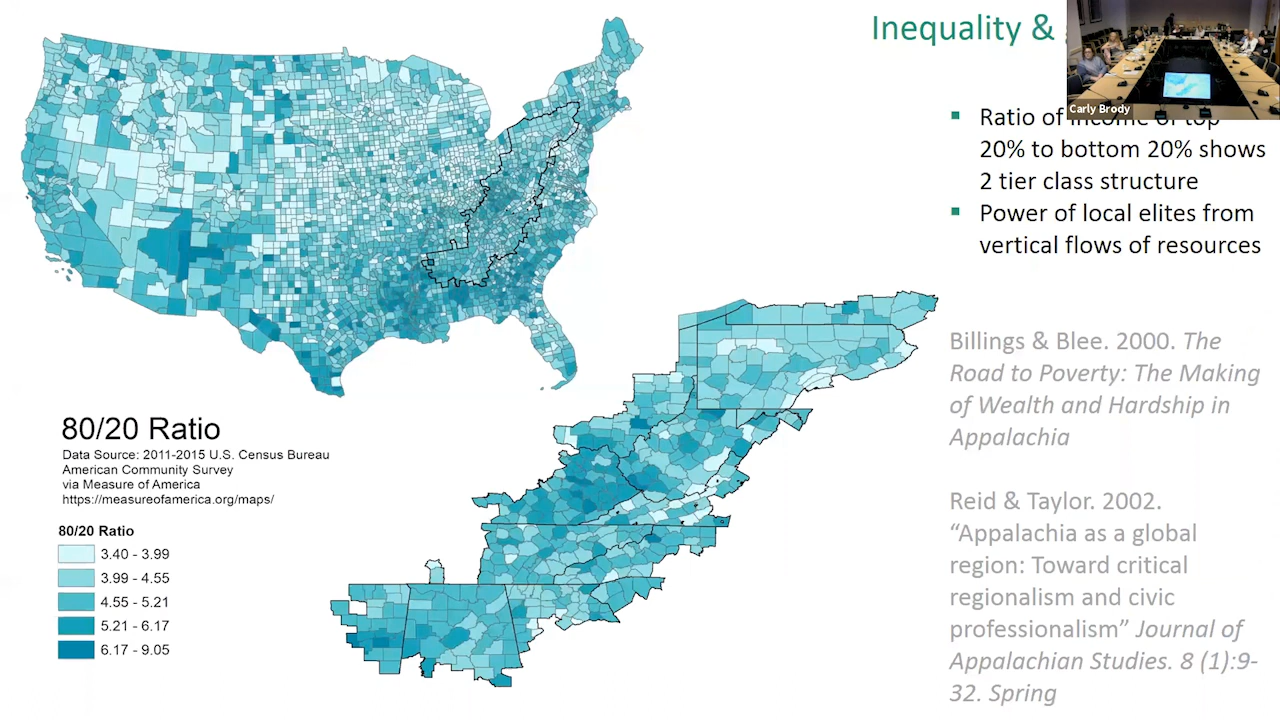 Inequality &
Carly Brody
▪ Ratio of income of top
20% to bottom 20% shows
2 tier class structure
▪ Power of local elites from
vertical flows of resources
Billings & Blee. 2000. The
Road to Poverty: The Making
of Wealth and Hardship in
Appalachia
Reid & Taylor. 2002.
“Appalachia as a global
region: Toward critical
regionalism and civic
professionalism” Journal of
Appalachian Studies. 8 (1):9-
32. Spring
80/20 Ratio
Data Source: 2011-2015 U.S. Census Bureau
American Community Survey
via Measure of America
https://measureofamerica.org/maps/
80/20 Ratio
3.40 - 3.99
3.99 - 4.55
4.55 - 5.21
5.21 - 6.17
6.17 - 9.05